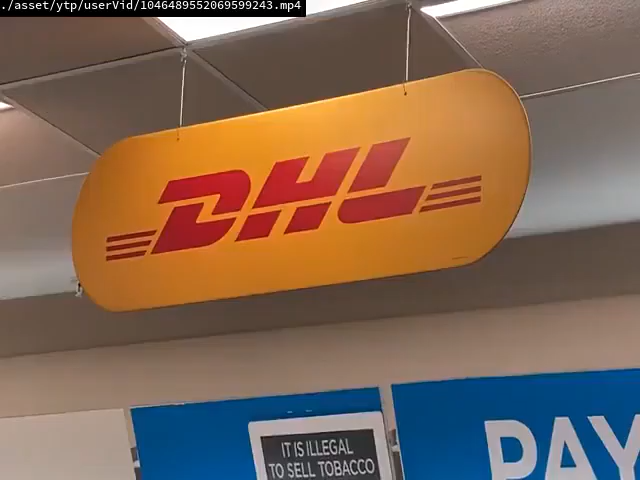 ./asset/ytp/userVid/1046489552069599243.mp4
DHL
IT IS ILLEGAL
TO SELL TOBACCO
PAY